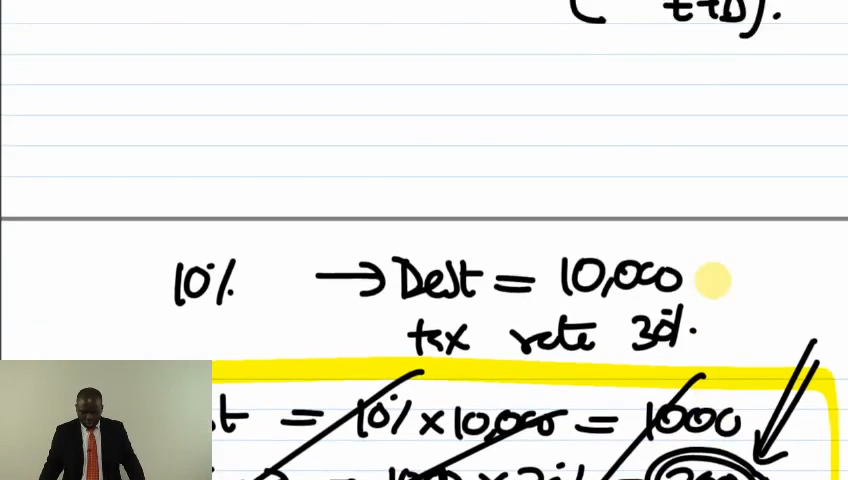 E+D).
10% → Debt = 10,000
tax rate 30%.
= 10% × 10,000 = 1000